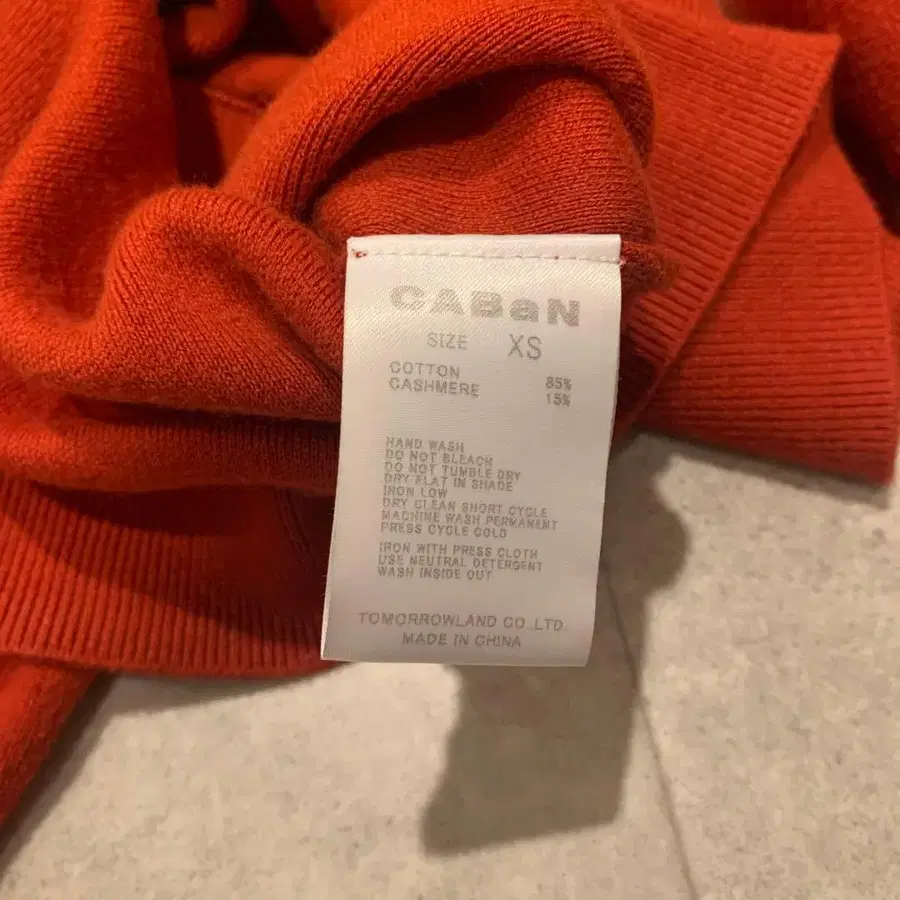 CABaN
SIZE XS
COTTON 85%
CASHMERE 15%
HAND WASH
DO NOT BLEACH
DO NOT TUMBLE DRY
DRY FLAT IN SHADE
IRON LOW
DRY CLEAN SHORT CYCLE
MACHINE WASH PERMANENT
PRESS CYCLE COLD
IRON WITH PRESS CLOTH
USE NEUTRAL DETERGENT
WASH INSIDE OUT
TOMORROWLAND CO.,LTD.
MADE IN CHINA